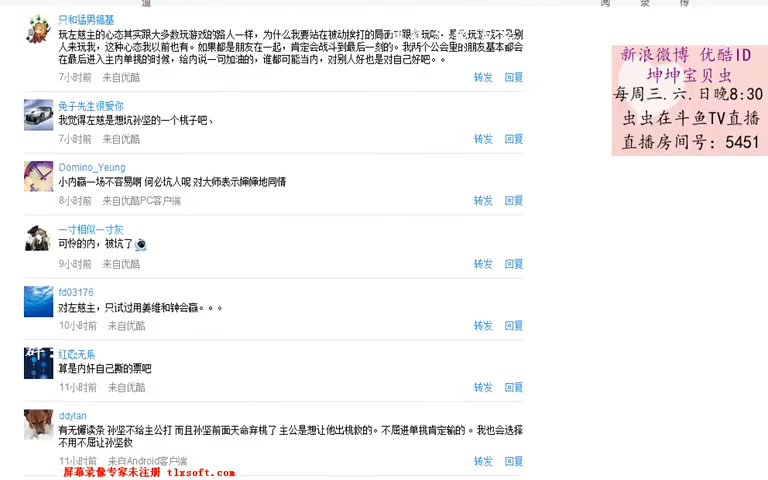 只和猛男搞基
玩左慈主的心态其实跟大多数玩游戏的路人一样，为什么我要站在被动挨打的局面
人来玩我，这种心态我以前也有。如果都是朋友在一起，肯定会战斗到最后一刻的。我两个公会里的朋友基本都会
在最后进入主内单挑的时候，给内说一句加油的，谁都可能当内，对别人好也是对自己好吧。。
7小时前 来自优酷 转发 回复
兔子先生很爱你
我觉得左慈是想坑孙坚的一个桃子吧、
7小时前 来自优酷 转发 回复
Domino_Yeung
小内赢一场不容易啊 何必坑人呢 对大师表示婶婶地同情
8小时前 来自优酷PC客户端 转发 回复
一寸相似一寸灰
可怜的内，被坑了
9小时前 来自优酷 转发 回复
fd03176
对左慈主，只试过用姜维和钟会赢。。。
10小时前 来自优酷 转发 回复
算是内奸自己撕的票吧
11小时前 来自优酷 转发 回复
ddylan
有无懈读条 孙坚不给主公打 而且孙坚前面天命弃桃了 主公是想让他出桃救的。不屈进单挑肯定输的。我也会选择
不用不屈让孙坚救
11小时前 来自Android客户端 转发 回复
屏幕录像专家未注册 tlxsoft.com
新浪微博 优酷ID
坤坤宝贝虫
每周三.六.日晚8:30
虫虫在斗鱼TV直播
直播房间号: 5451